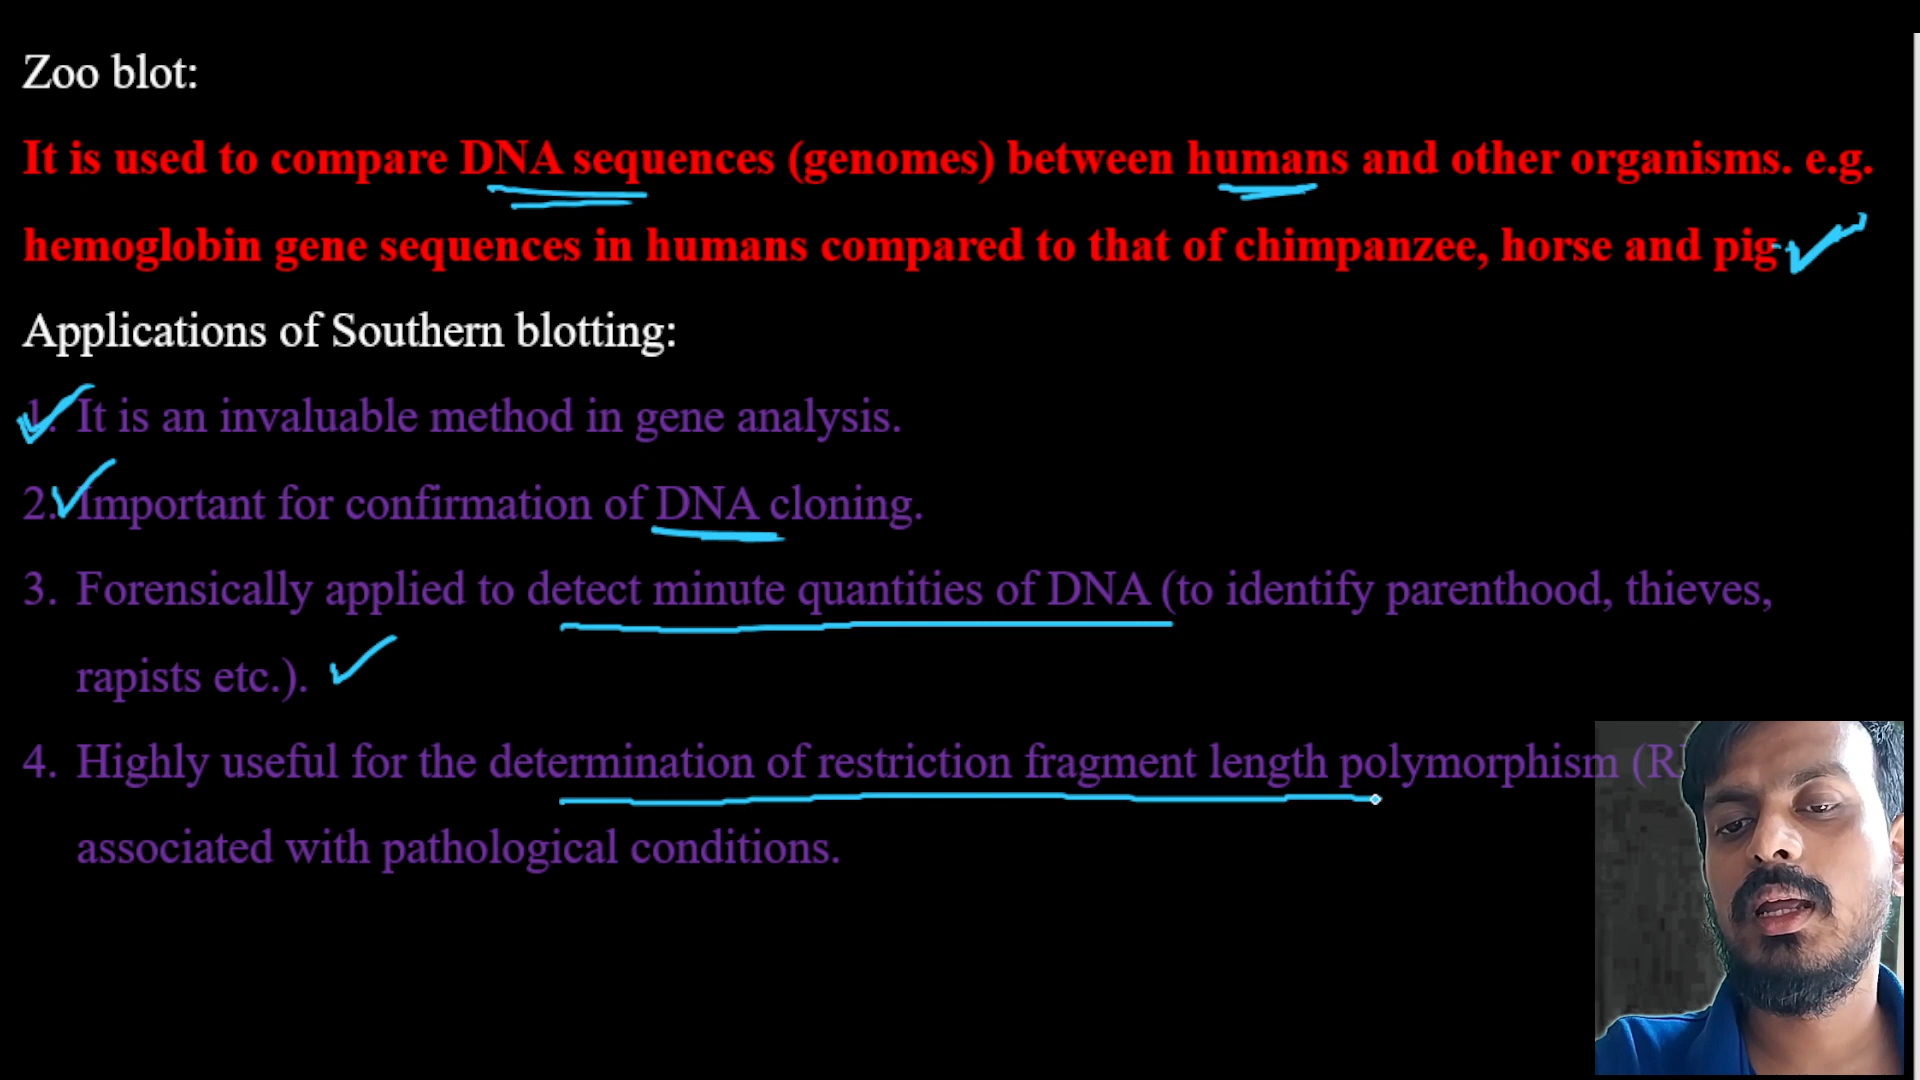 Zoo blot:
It is used to compare DNA sequences (genomes) between humans and other organisms. e.g.
hemoglobin gene sequences in humans compared to that of chimpanzee, horse and pig
Applications of Southern blotting:
1. It is an invaluable method in gene analysis.
2. Important for confirmation of DNA cloning.
3. Forensically applied to detect minute quantities of DNA (to identify parenthood, thieves,
rapists etc.).
4. Highly useful for the determination of restriction fragment length polymorphism (R
associated with pathological conditions.